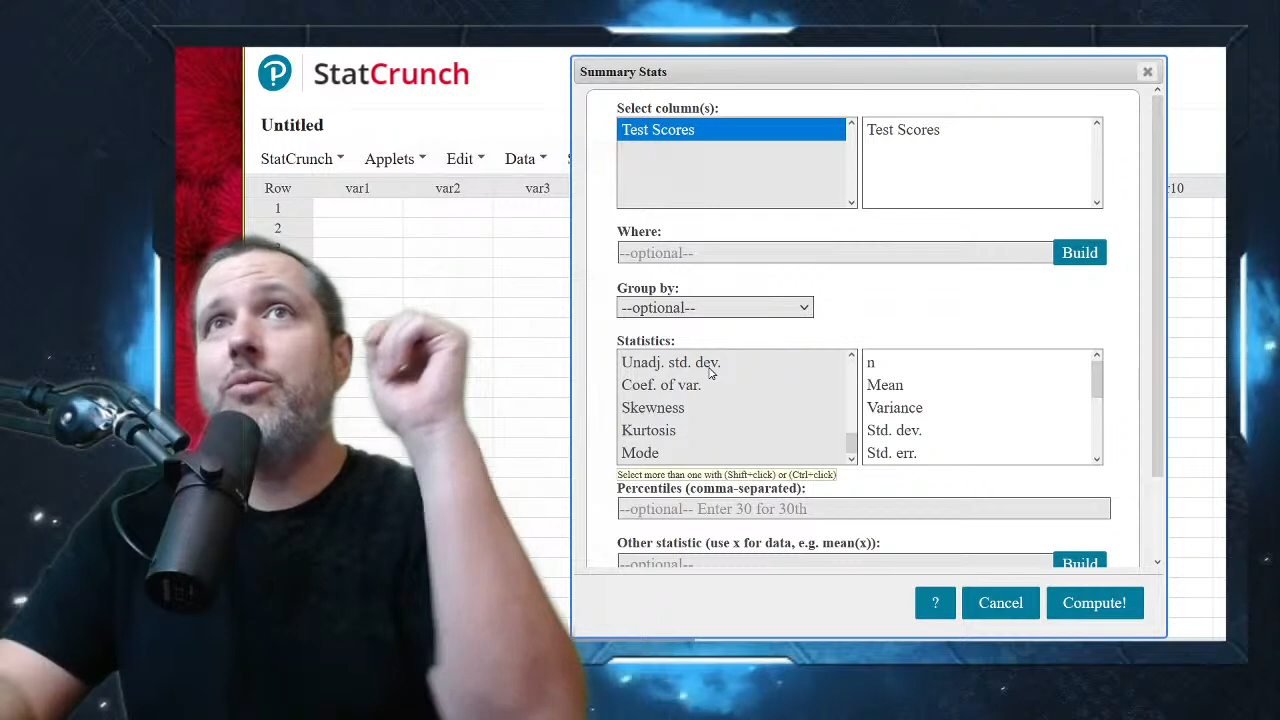 P StatCrunch
Untitled
StatCrunch Applets Edit Data
Row var1 var2 var3
1
2
Summary Stats
Select column(s):
Test Scores
Test Scores
Where:
--optional-- Build
Group by:
--optional--
Statistics:
Unadj. std. dev.
Coef. of var.
Skewness
Kurtosis
Mode
n
Mean
Variance
Std. dev.
Std. err.
Select more than one with (Shift+click) or (Ctrl+click)
Percentiles (comma-separated):
--optional-- Enter 30 for 30th
Other statistic (use x for data, e.g. mean(x)):
--optional-- Build
? Cancel Compute!